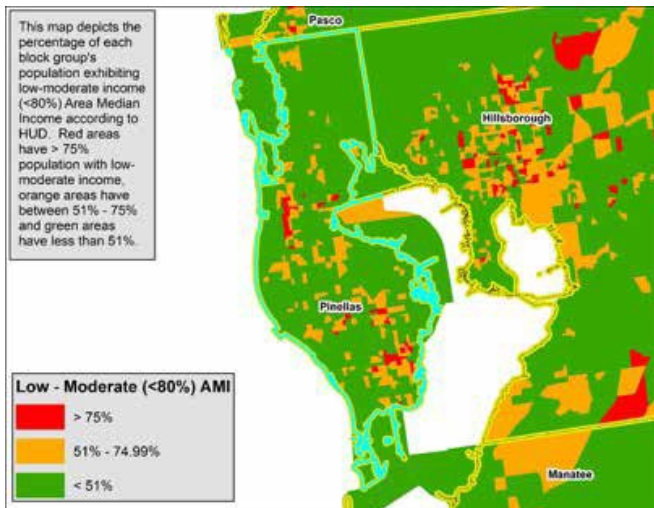 This map depicts the
percentage of each
block group's
population exhibiting
low-moderate income
(<80%) Area Median
Income according to
HUD. Red areas
have > 75%
population with low-
moderate income,
orange areas have
between 51% - 75%
and green areas
have less than 51%.
Pasco
Hillsborough
Pinellas
Manatee
Low - Moderate (<80%) AMI
> 75%
51% - 74.99%
< 51%